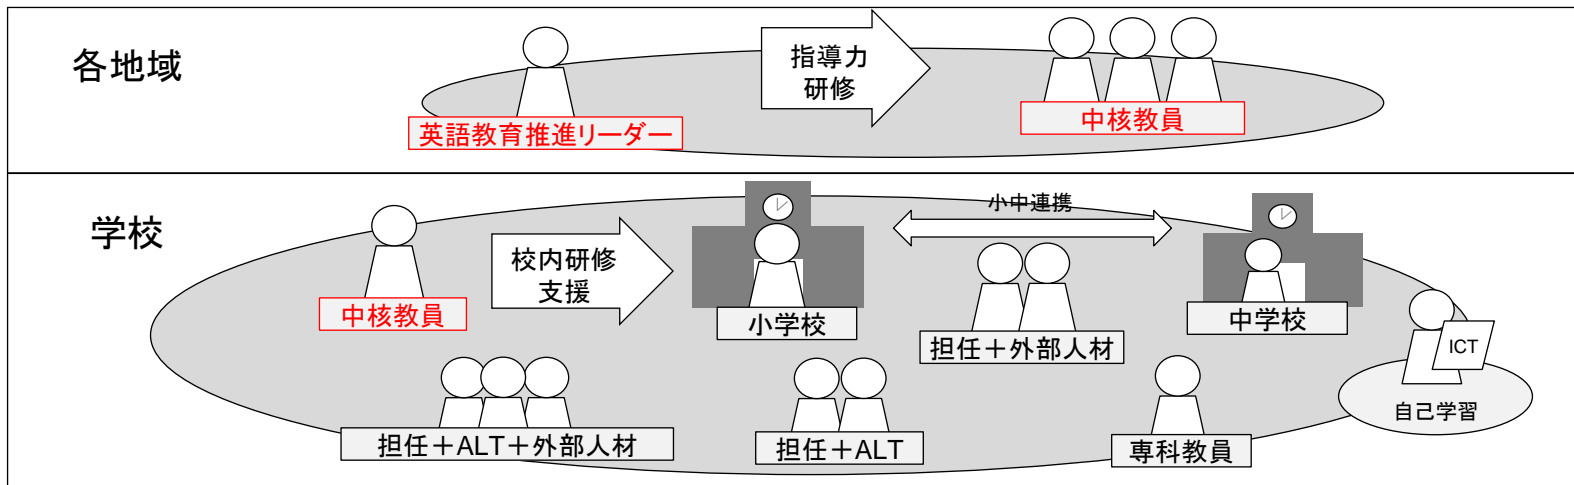 各地域
指導力
研修
英語教育推進リーダー
中核教員
学校
小中連携
校内研修
支援
中核教員
小学校
中学校
担任＋外部人材
ICT
自己学習
担任＋ALT＋外部人材
担任＋ALT
専科教員